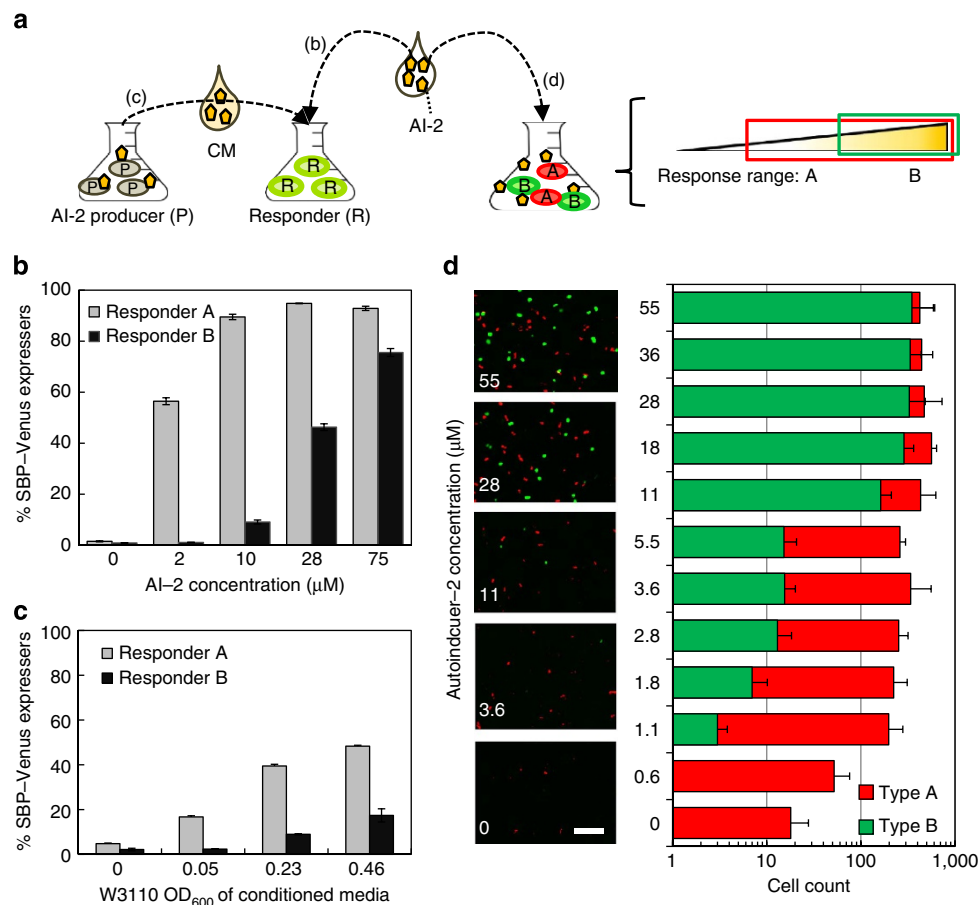 a
(b)
(c)
(d)
AI-2
CM
P
P
P
R
R
R
A
B
A
B
AI-2 producer (P)
Responder (R)
Response range: A
B
b
100
80
60
40
20
0
% SBP–Venus expressers
Responder A
Responder B
0
2
10
28
75
AI–2 concentration (μM)
c
100
80
60
40
20
0
% SBP–Venus expressers
Responder A
Responder B
0
0.05
0.23
0.46
W3110 OD600 of conditioned media
d
55
28
11
3.6
0
Autoindcuer–2 concentration (μM)
55
36
28
18
11
5.5
3.6
2.8
1.8
1.1
0.6
0
Type A
Type B
1
10
100
1,000
Cell count